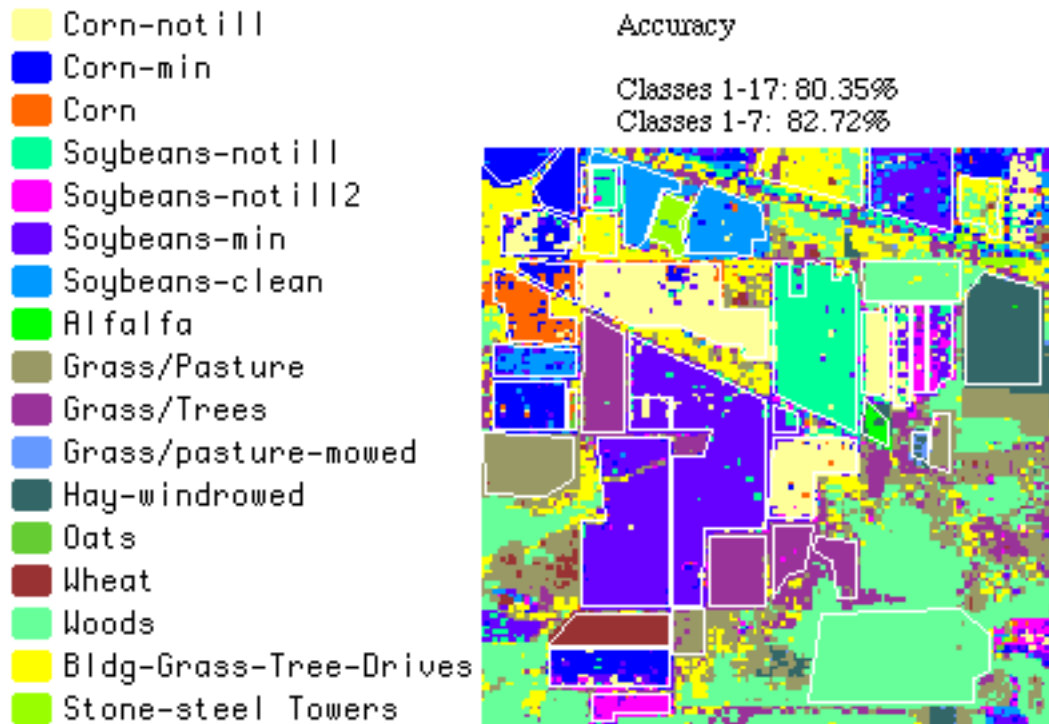 Corn-notill
Corn-min
Corn
Soybeans-notill
Soybeans-notill2
Soybeans-min
Soybeans-clean
Alfalfa
Grass/Pasture
Grass/Trees
Grass/pasture-mowed
Hay-windrowed
Oats
Wheat
Woods
Bldg-Grass-Tree-Drives
Stone-steel Towers
Accuracy
Classes 1-17: 80.35%
Classes 1-7: 82.72%